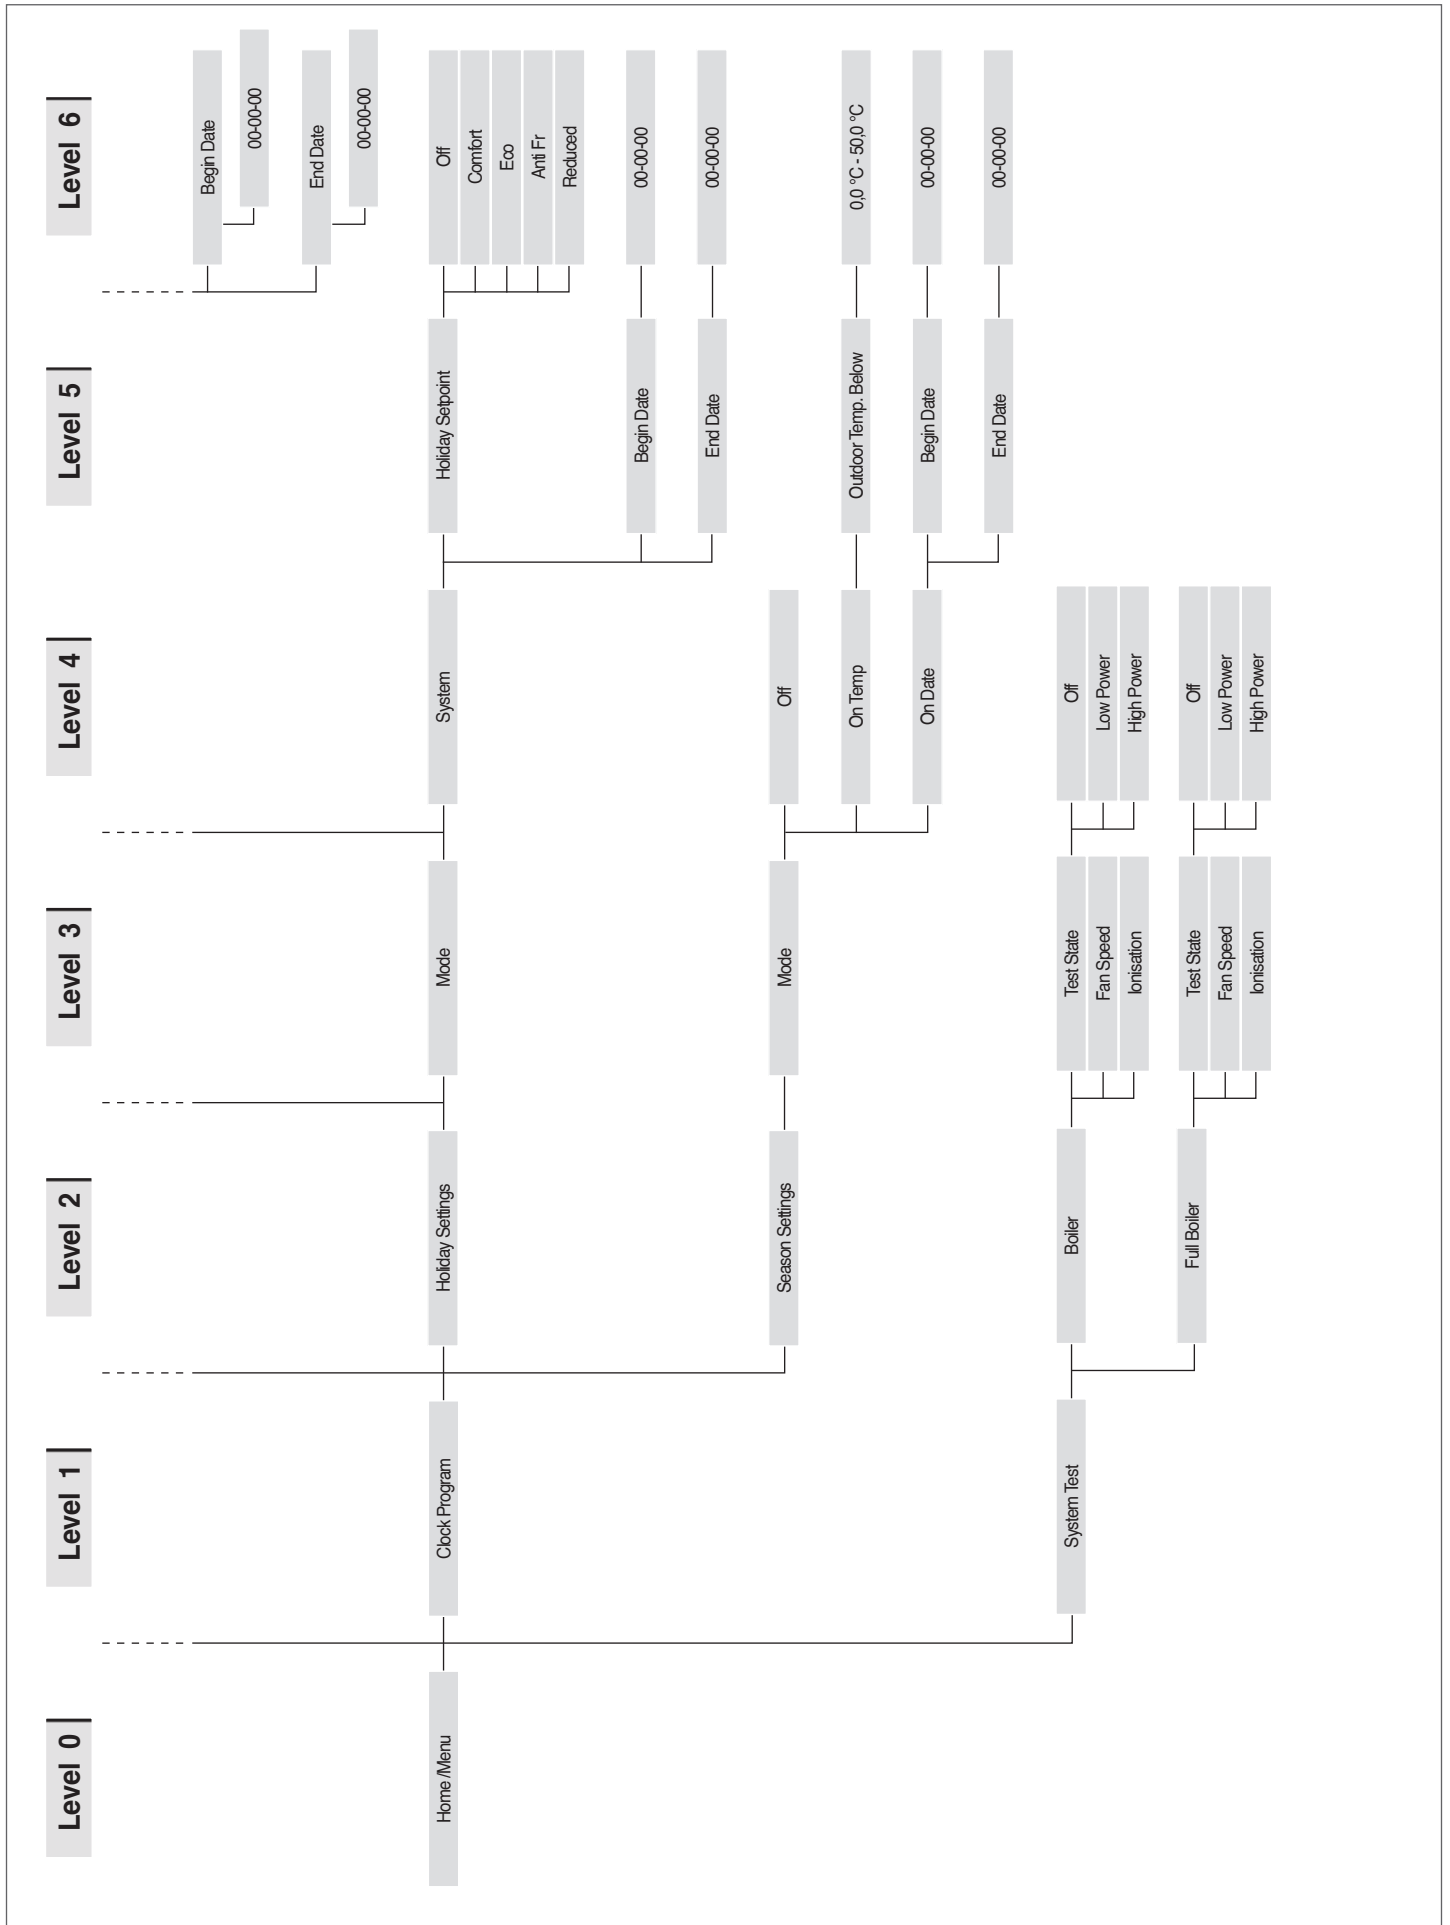 Level 0
Level 1
Level 2
Level 3
Level 4
Level 5
Level 6
Begin Date
00-00-00
End Date
00-00-00
Home /Menu
Clock Program
Holiday Settings
Mode
System
Holiday Setpoint
Off
Comfort
Eco
Anti Fr
Reduced
Begin Date
00-00-00
End Date
00-00-00
Season Settings
Mode
Off
On Temp
Outdoor Temp. Below
0,0 °C - 50,0 °C
On Date
Begin Date
00-00-00
End Date
00-00-00
System Test
Boiler
Test State
Fan Speed
Ionisation
Off
Low Power
High Power
Full Boiler
Test State
Fan Speed
Ionisation
Off
Low Power
High Power